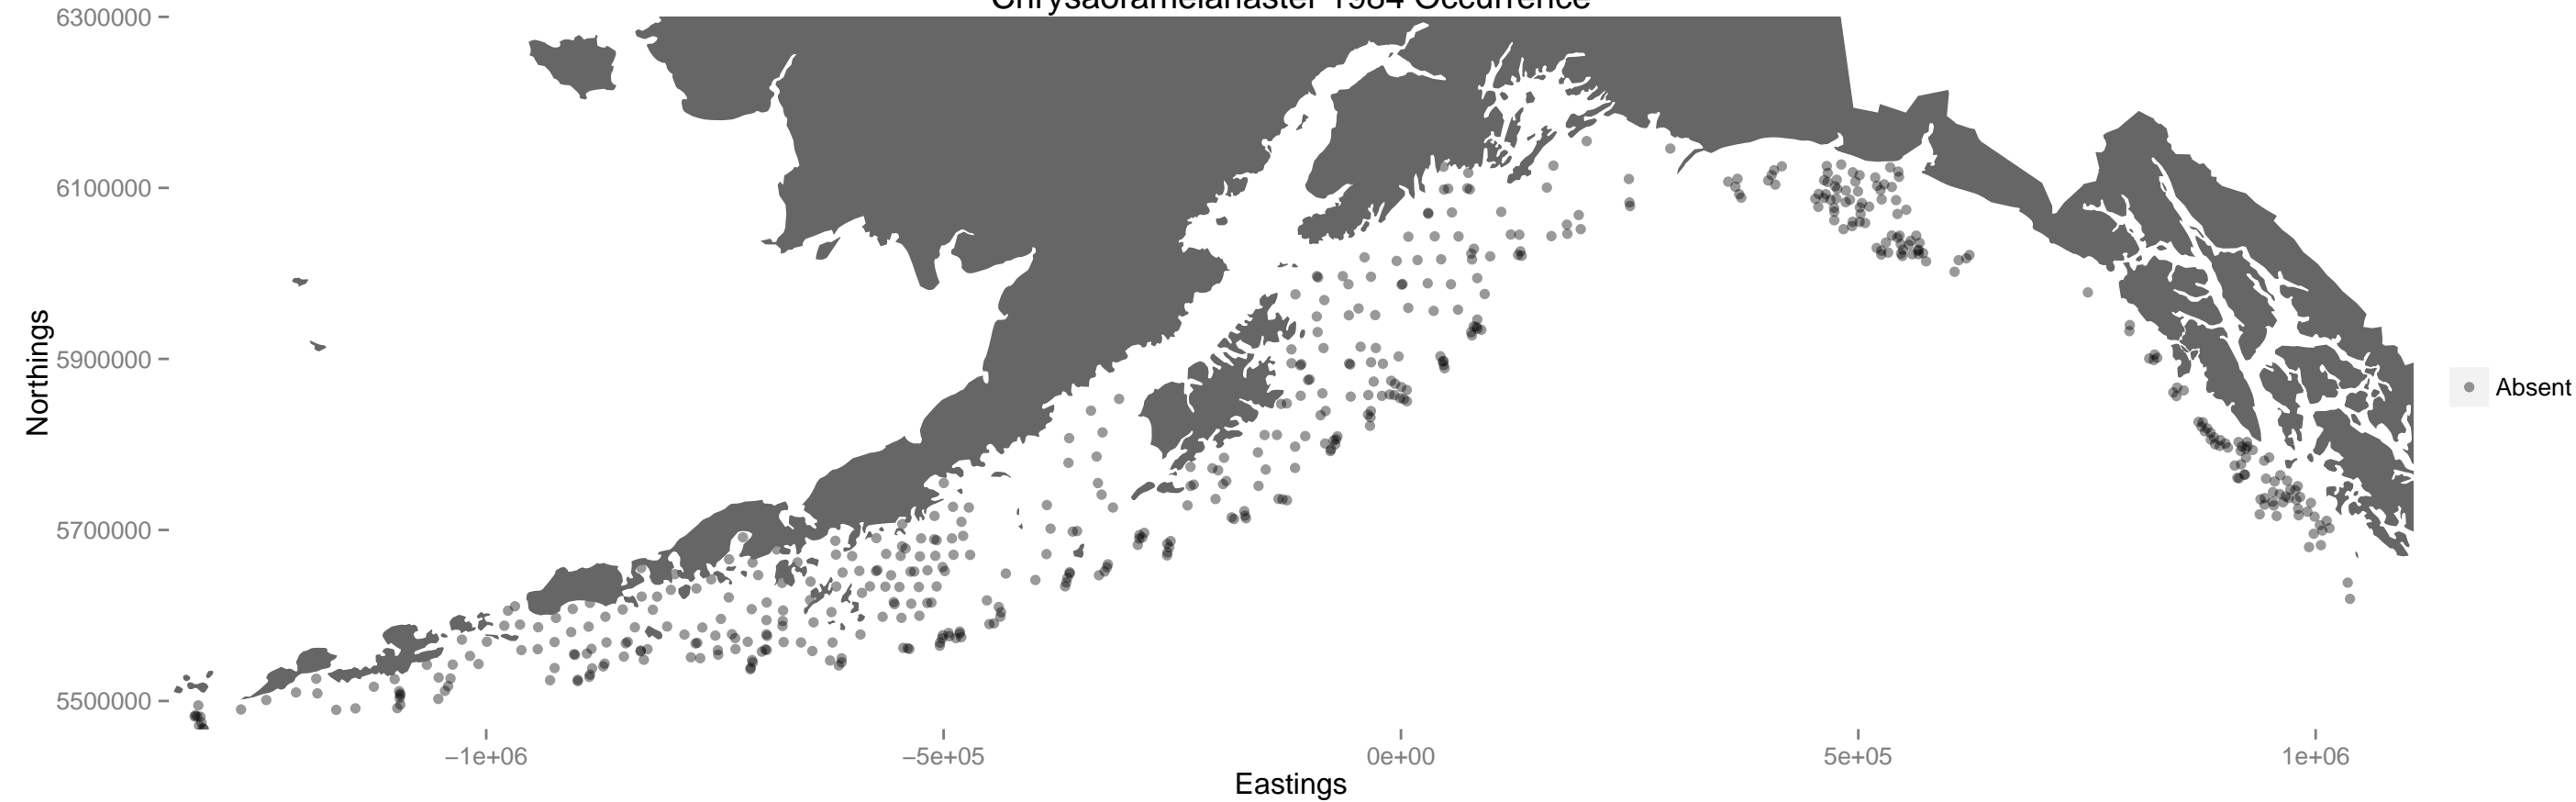 Chrysaoramelanaster 1984 Occurrence
6300000
6100000
5900000
5700000
5500000
Northings
−1e+06
−5e+05
0e+00
5e+05
1e+06
Eastings
Absent